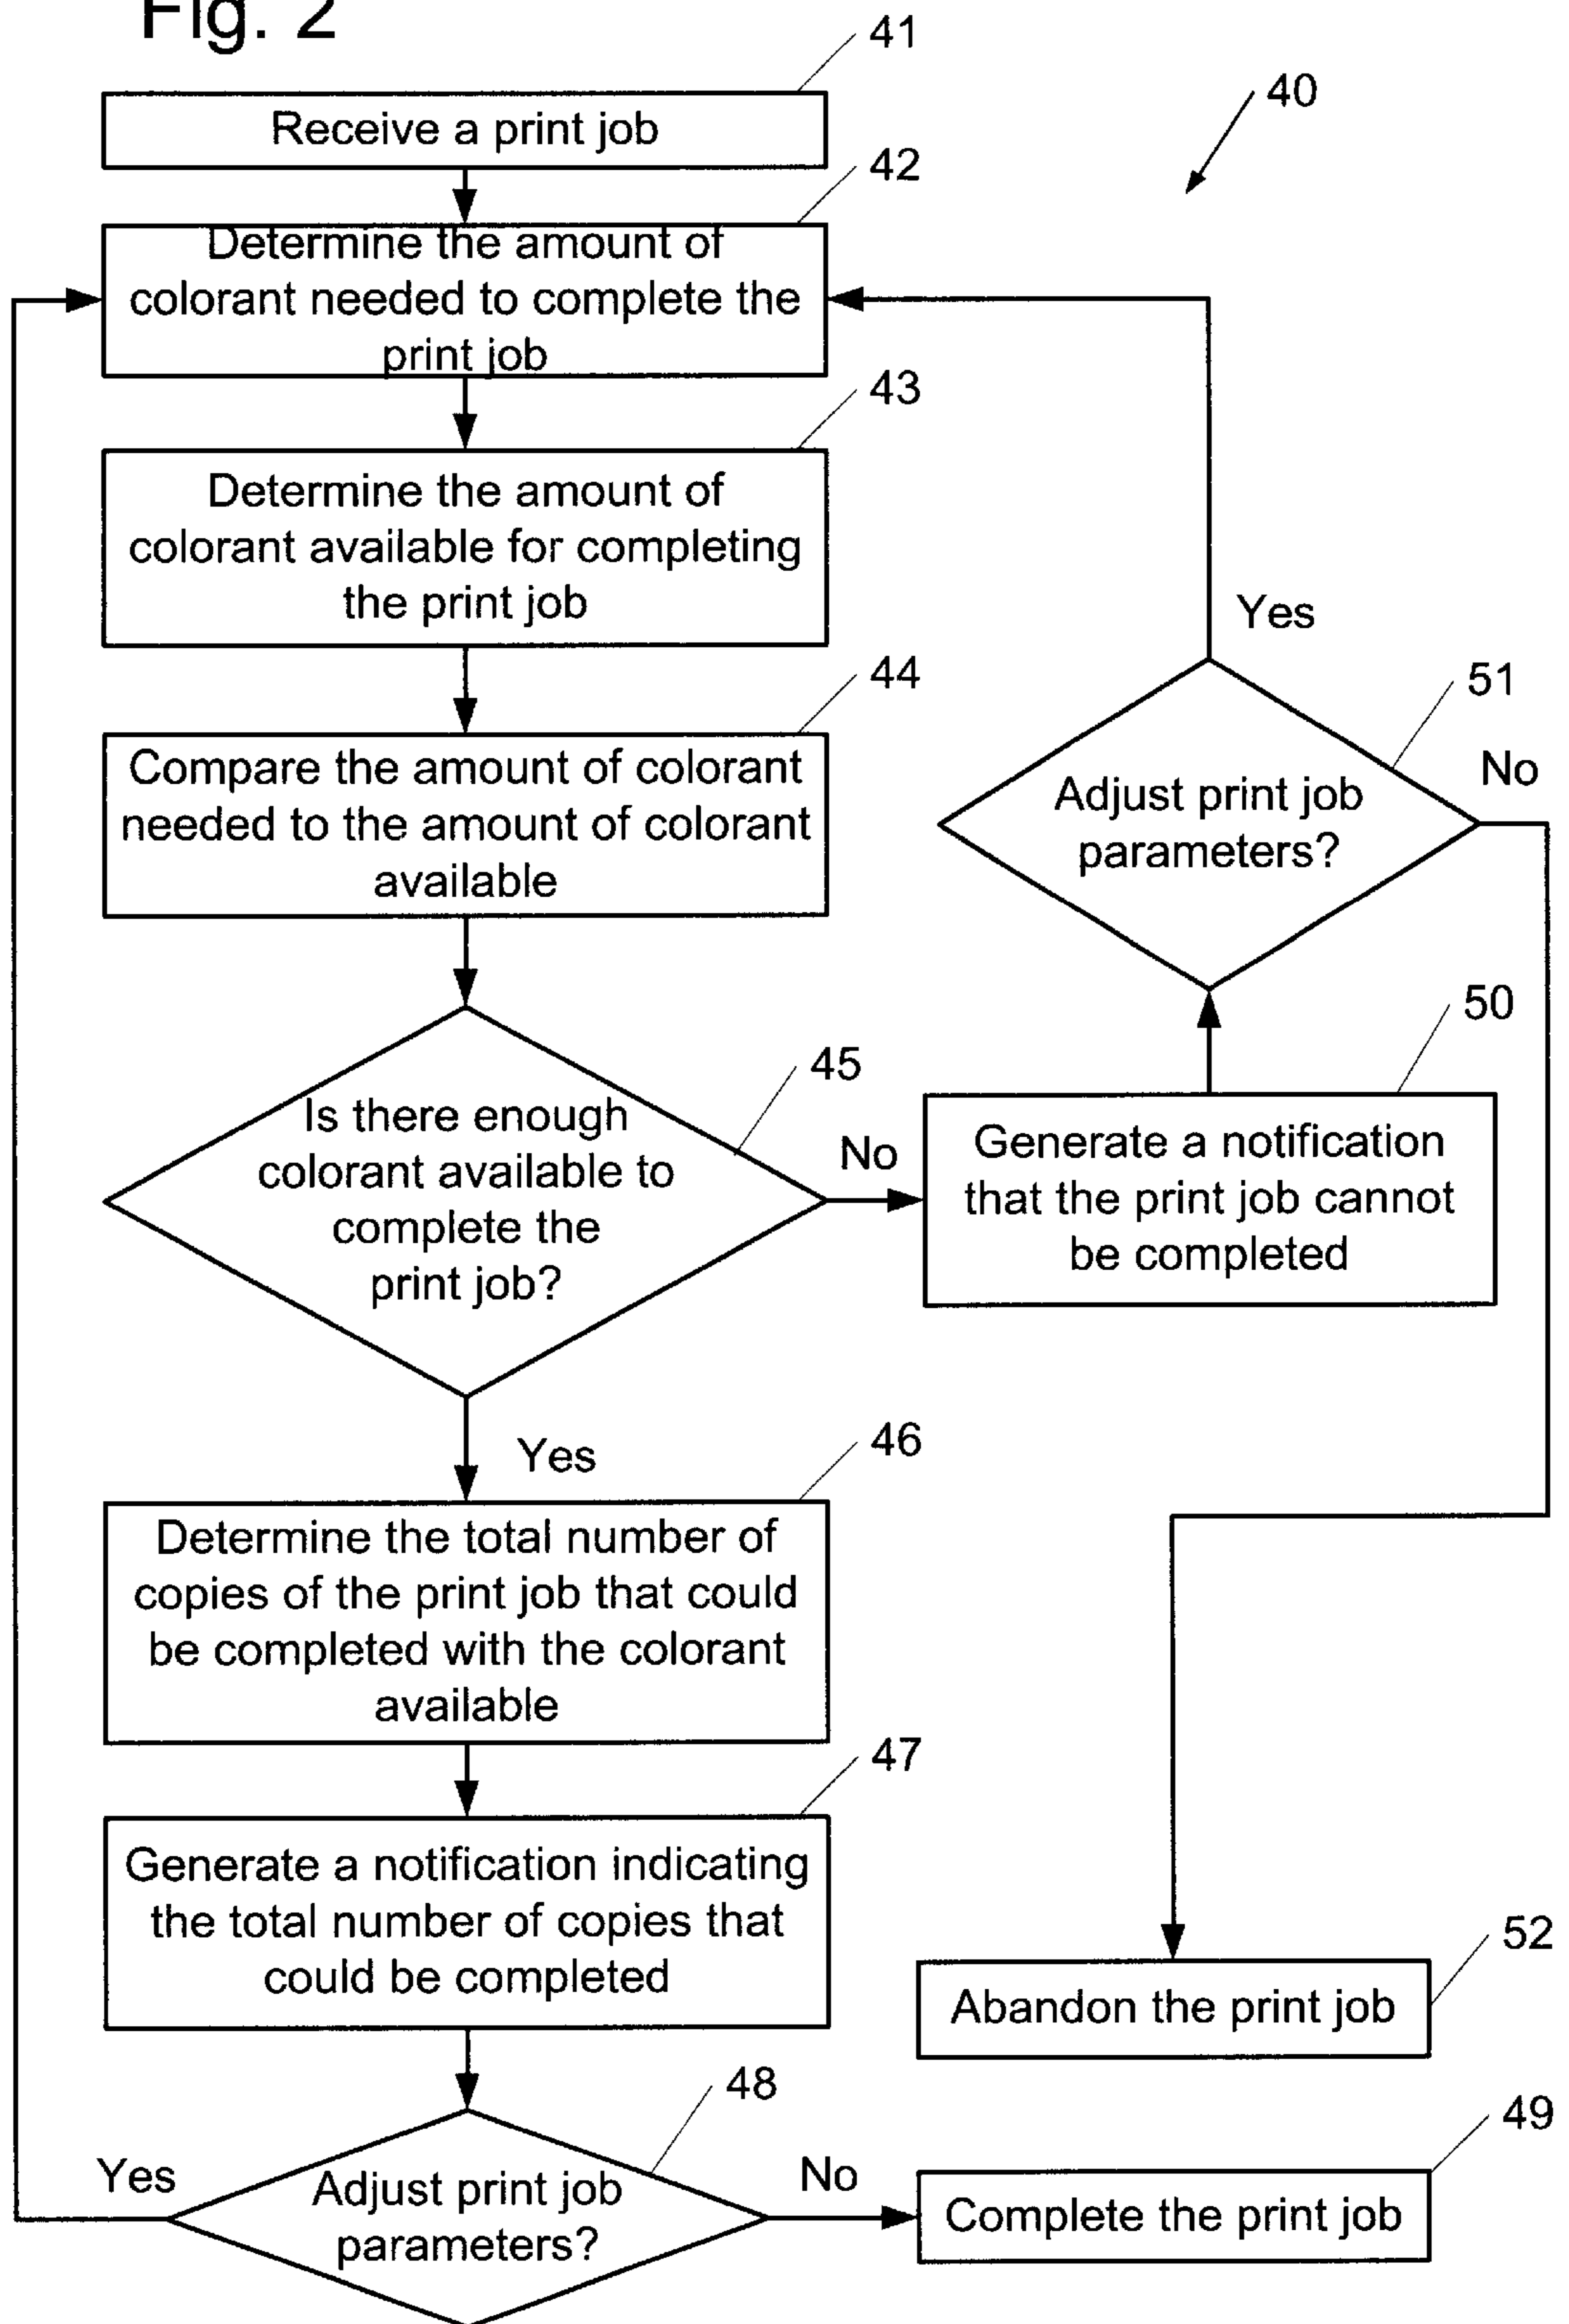 Fig. 2
41
Receive a print job
40
42
Determine the amount of
colorant needed to complete the
print job
43
Determine the amount of
colorant available for completing
the print job
Yes
44
51
Compare the amount of colorant
needed to the amount of colorant
available
Adjust print job
parameters?
No
50
45
Is there enough
colorant available to
complete the
print job?
No
Generate a notification
that the print job cannot
be completed
Yes
46
Determine the total number of
copies of the print job that could
be completed with the colorant
available
47
Generate a notification indicating
the total number of copies that
could be completed
52
Abandon the print job
48
49
Yes
Adjust print job
parameters?
No
Complete the print job